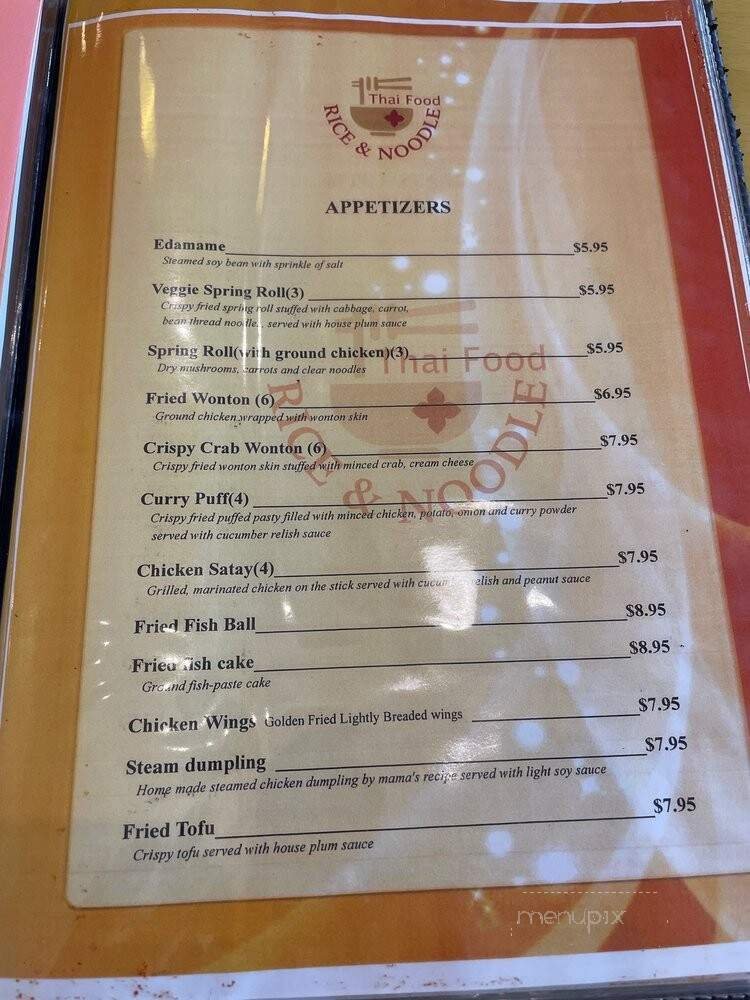 Thai Food
RICE & NOODLE
APPETIZERS
Edamame $5.95
Steamed soy bean with sprinkle of salt
Veggie Spring Roll(3) $5.95
Crispy fried spring roll stuffed with cabbage, carrot,
bean thread noodle., served with house plum sauce
Spring Roll(with ground chicken)(3) $5.95
Dry mushrooms, carrots and clear noodles
Thai Food
RICE & NOODLE
Fried Wonton (6) $6.95
Ground chicken wrapped with wonton skin
Crispy Crab Wonton (6) $7.95
Crispy fried wonton skin stuffed with minced crab, cream cheese
Curry Puff(4) $7.95
Crispy fried puffed pasty filled with minced chicken, potato, onion and curry powder
served with cucumber relish sauce
Chicken Satay(4) $7.95
Grilled, marinated chicken on the stick served with relish and peanut sauce
Fried Fish Ball $8.95
Fried fish cake $8.95
Ground fish-paste cake
Chicken Wings Golden Fried Lightly Breaded wings $7.95
Steam dumpling $7.95
Home made steamed chicken dumpling by mama's recipe served with light soy sauce
Fried Tofu $7.95
Crispy tofu served with house plum sauce
menupix